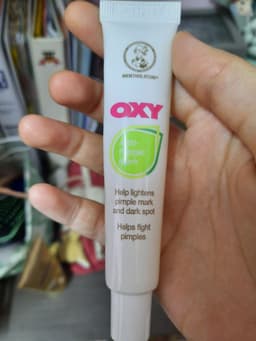 MENTHOLATUM
OXY
Help lightens
pimple mark
and dark spot
Helps fight
pimples